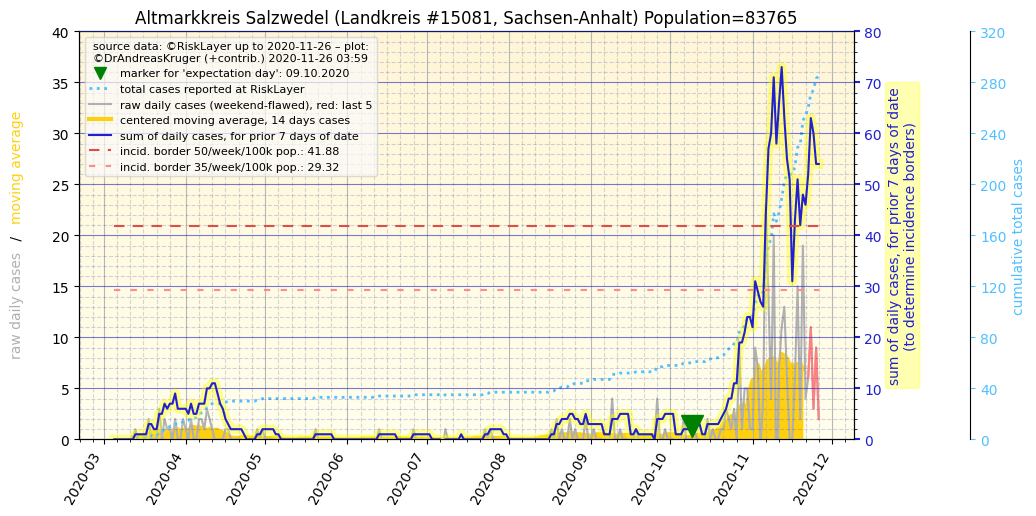 Altmarkkreis Salzwedel (Landkreis #15081, Sachsen-Anhalt) Population=83765
source data: ©RiskLayer up to 2020-11-26 – plot:
©DrAndreasKruger (+contrib.) 2020-11-26 03:59
marker for 'expectation day': 09.10.2020
total cases reported at RiskLayer
raw daily cases (weekend-flawed), red: last 5
centered moving average, 14 days cases
sum of daily cases, for prior 7 days of date
incid. border 50/week/100k pop.: 41.88
incid. border 35/week/100k pop.: 29.32
raw daily cases / moving average
40
35
30
25
20
15
10
5
0
80
70
60
50
40
30
20
10
0
sum of daily cases, for prior 7 days of date
(to determine incidence borders)
320
280
240
200
160
120
80
40
0
cumulative total cases
2020-03
2020-04
2020-05
2020-06
2020-07
2020-08
2020-09
2020-10
2020-11
2020-12